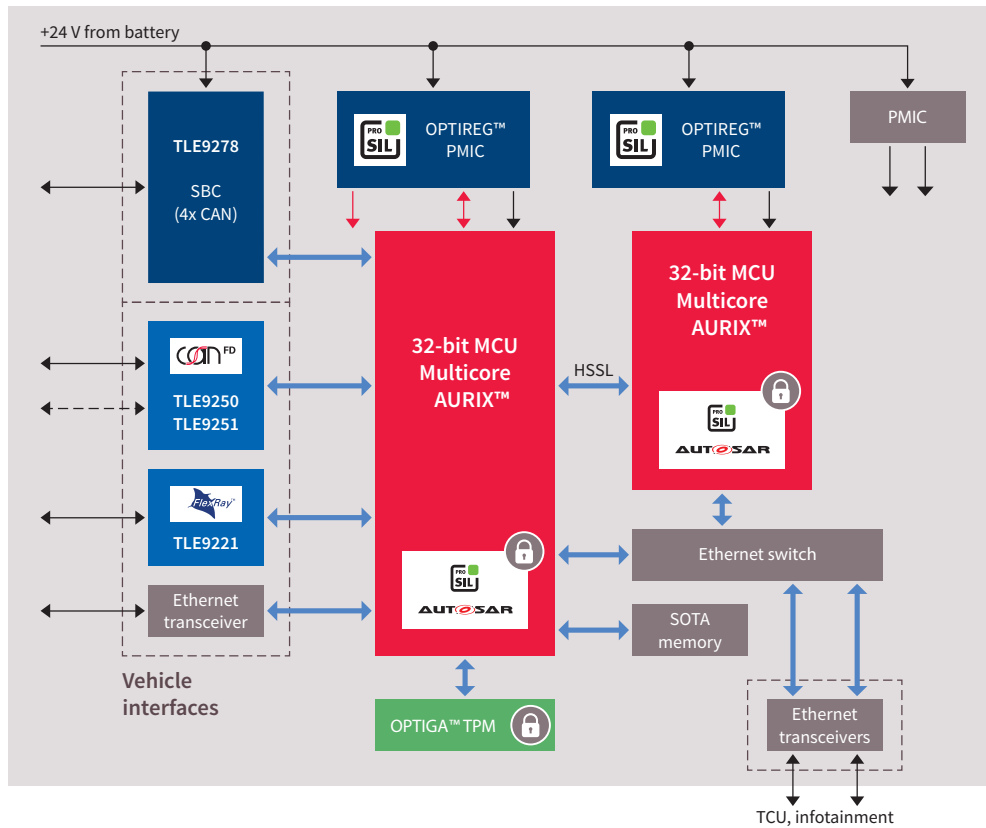 +24 V from battery
TLE9278
SBC
(4x CAN)
PRO
SIL
OPTIREG™
PMIC
PRO
SIL
OPTIREG™
PMIC
PMIC
32-bit MCU
Multicore
AURIX™
PRO
SIL
AUTOSAR
HSSL
32-bit MCU
Multicore
AURIX™
PRO
SIL
AUTOSAR
CAN FD
TLE9250
TLE9251
FlexRay™
TLE9221
Ethernet
transceiver
Vehicle
interfaces
OPTIGA™ TPM
Ethernet switch
SOTA
memory
Ethernet
transceivers
TCU, infotainment